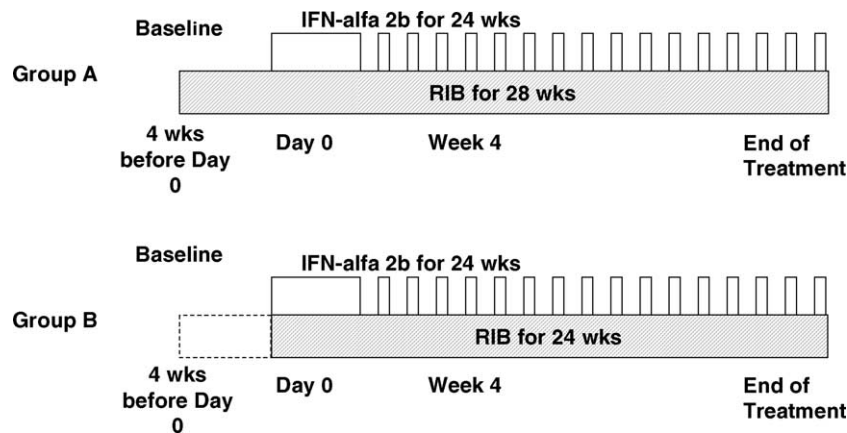 Baseline
IFN-alfa 2b for 24 wks
Group A
RIB for 28 wks
4 wks
before Day
0
Day 0
Week 4
End of
Treatment
Baseline
IFN-alfa 2b for 24 wks
Group B
RIB for 24 wks
4 wks
before Day
0
Day 0
Week 4
End of
Treatment